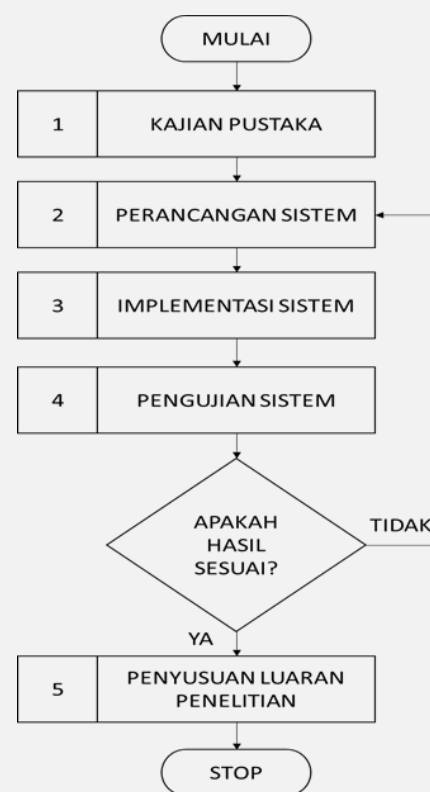 MULAI
1 KAJIAN PUSTAKA
2 PERANCANGAN SISTEM
3 IMPLEMENTASI SISTEM
4 PENGUJIAN SISTEM
APAKAH
HASIL
SESUAI?
TIDAK
YA
5 PENYUSUAN LUARAN
PENELITIAN
STOP